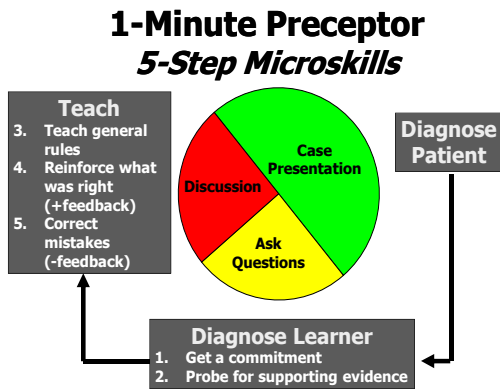 1-Minute Preceptor
5-Step Microskills
Teach
3. Teach general
rules
4. Reinforce what
was right
(+feedback)
5. Correct
mistakes
(-feedback)
Case
Presentation
Discussion
Ask
Questions
Diagnose
Patient
Diagnose Learner
1. Get a commitment
2. Probe for supporting evidence